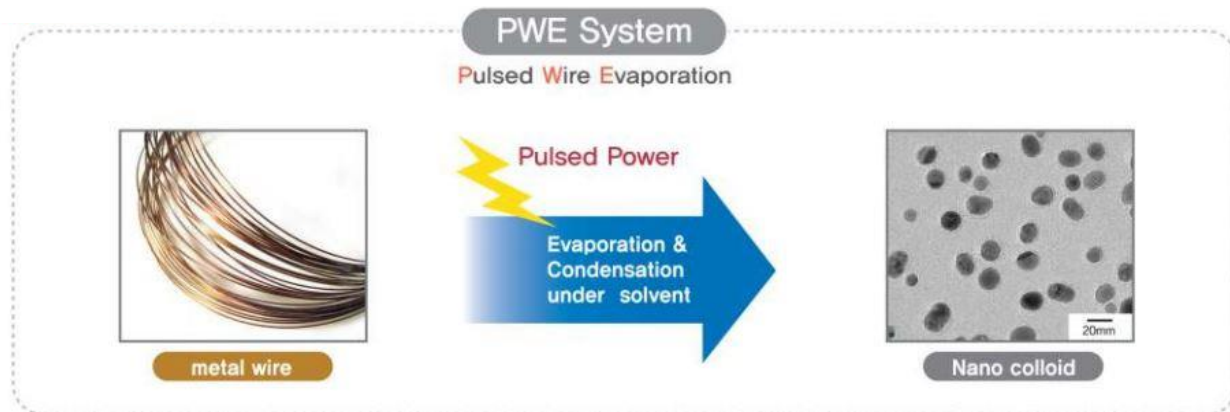 PWE System
Pulsed Wire Evaporation
Pulsed Power
Evaporation &
Condensation
under solvent
20mm
metal wire
Nano colloid